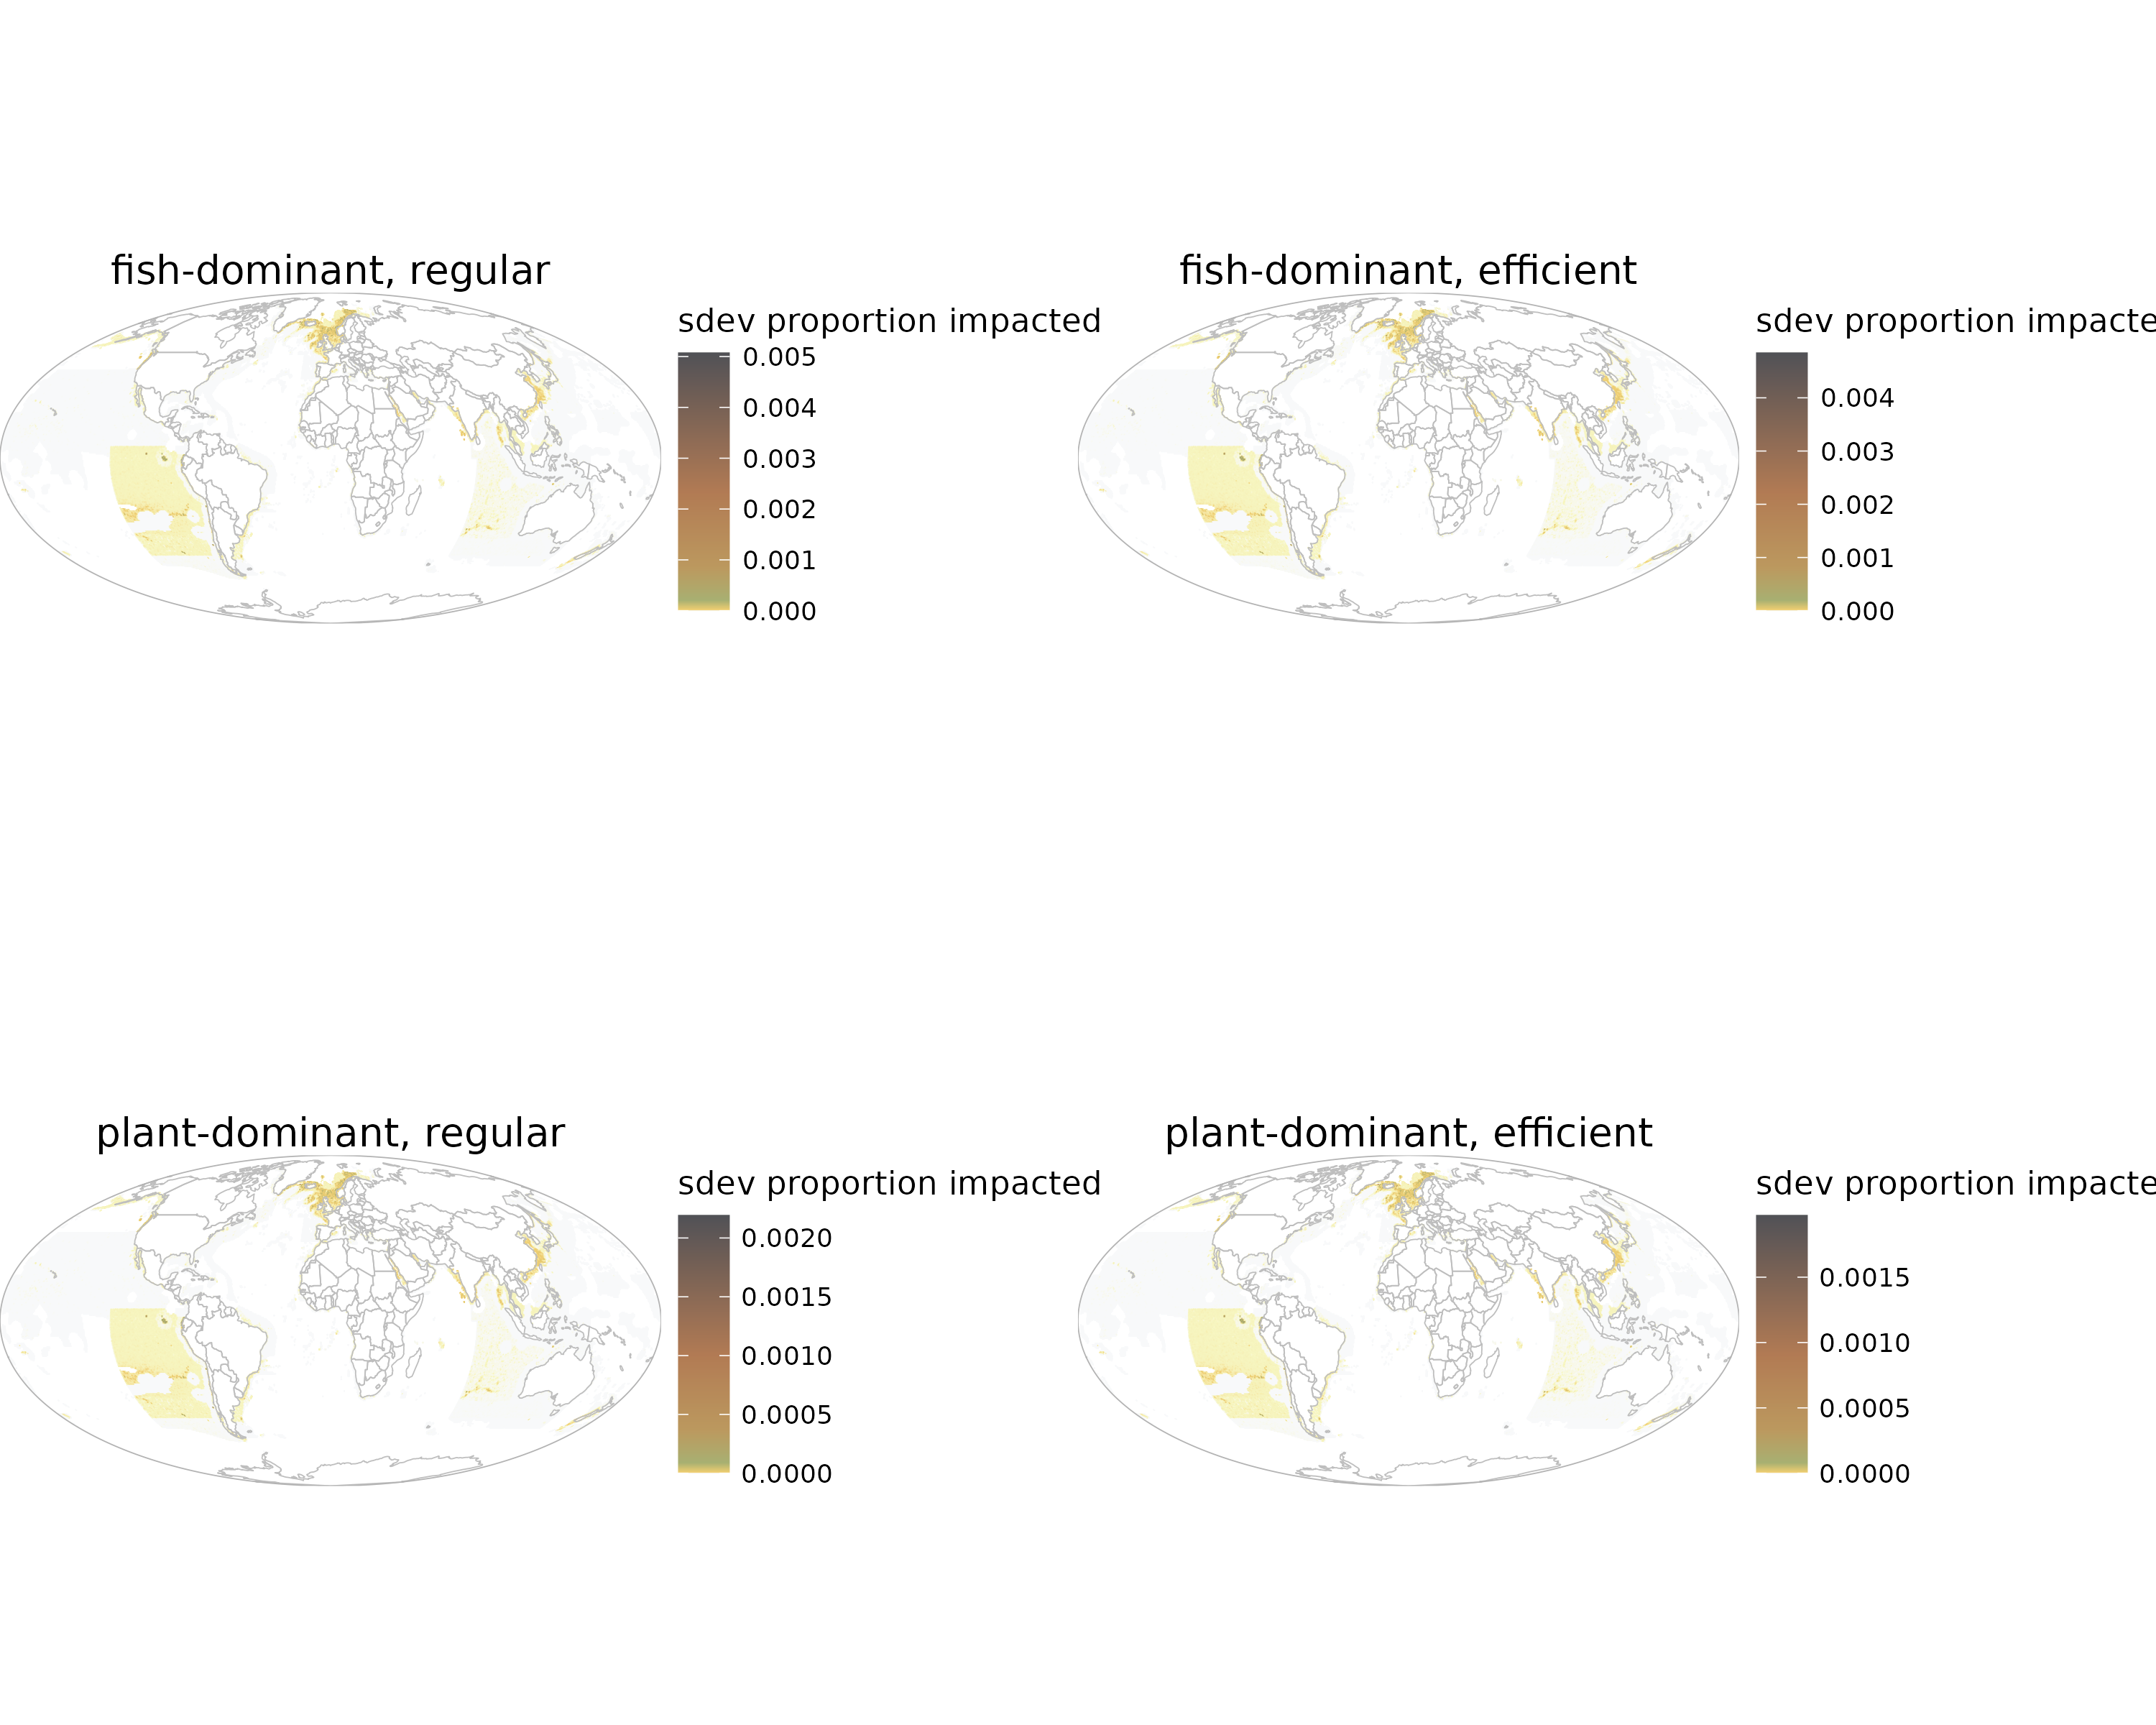 fish-dominant, regular
sdev proportion impacted
0.005
0.004
0.003
0.002
0.001
0.000
fish-dominant, efficient
sdev proportion impacte
0.004
0.003
0.002
0.001
0.000
plant-dominant, regular
sdev proportion impacted
0.0020
0.0015
0.0010
0.0005
0.0000
plant-dominant, efficient
sdev proportion impacte
0.0015
0.0010
0.0005
0.0000